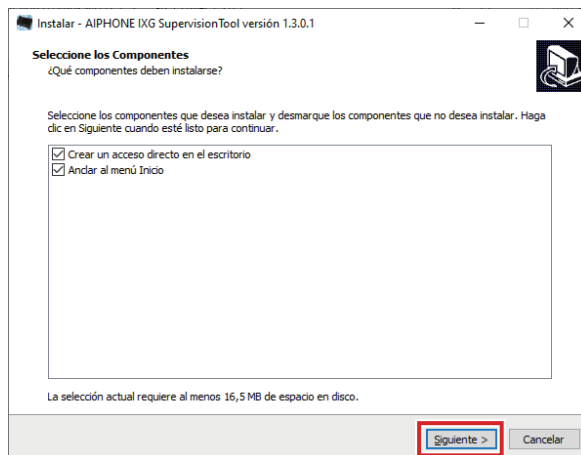 Instalar - AIPHONE IXG SupervisionTool versión 1.3.0.1
Seleccione los Componentes
¿Qué componentes deben instalarse?
Seleccione los componentes que desea instalar y desmarque los componentes que no desea instalar. Haga
clic en Siguiente cuando esté listo para continuar.
Crear un acceso directo en el escritorio
Anclar al menú Inicio
La selección actual requiere al menos 16,5 MB de espacio en disco.
Siguiente >
Cancelar